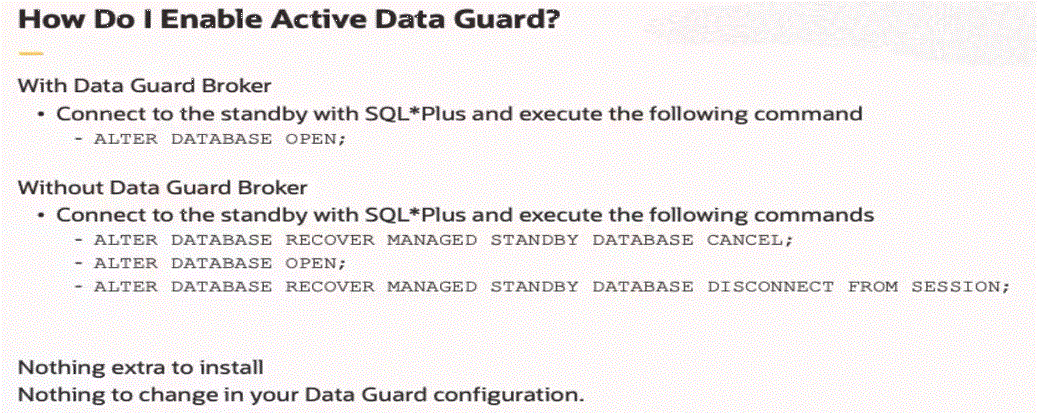 How Do I Enable Active Data Guard?
With Data Guard Broker
• Connect to the standby with SQL*Plus and execute the following command
- ALTER DATABASE OPEN;
Without Data Guard Broker
• Connect to the standby with SQL*Plus and execute the following commands
- ALTER DATABASE RECOVER MANAGED STANDBY DATABASE CANCEL;
- ALTER DATABASE OPEN;
- ALTER DATABASE RECOVER MANAGED STANDBY DATABASE DISCONNECT FROM SESSION;
Nothing extra to install
Nothing to change in your Data Guard configuration.